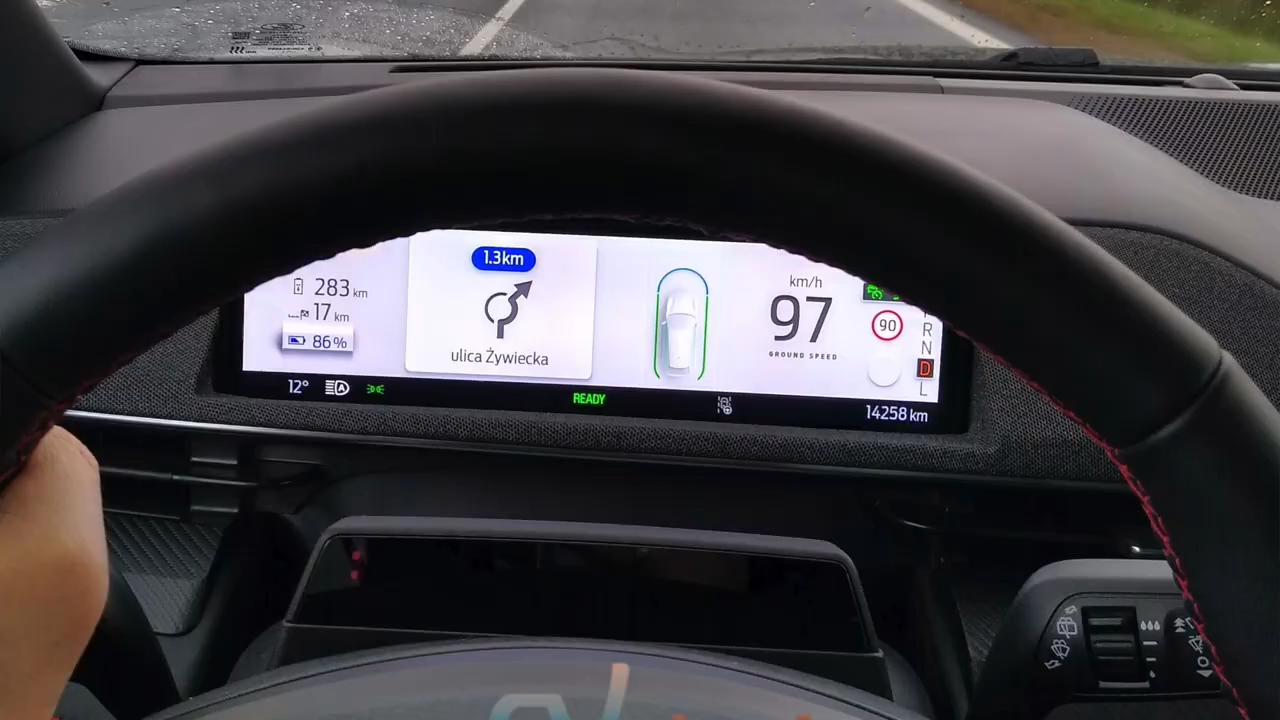 1.3km
283 km
17 km
86 %
ulica Żywiecka
km/h
97
GROUND SPEED
90
R
N
D
L
12°
A
READY
14258 km